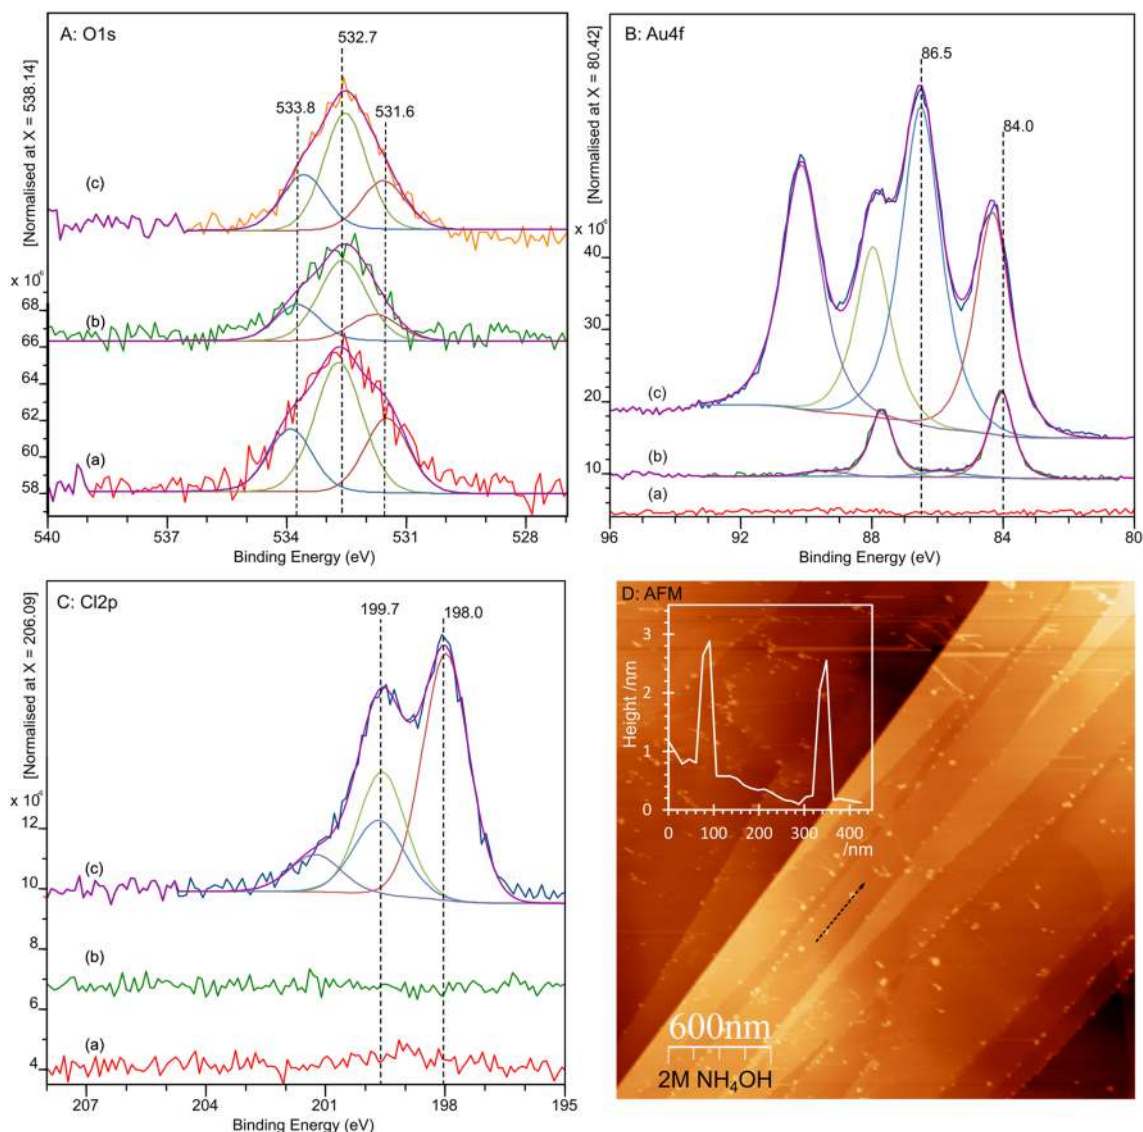 A: O1s
532.7
533.8
531.6
[Normalised at X = 538.14]
x 10⁶
(c)
(b)
(a)
68
66
64
62
60
58
540
537
534
531
528
Binding Energy (eV)
B: Au4f
86.5
84.0
[Normalised at X = 80.42]
x 10⁶
(c)
(b)
(a)
40
30
20
10
96
92
88
84
80
Binding Energy (eV)
C: Cl2p
199.7
198.0
[Normalised at X = 206.09]
x 10⁶
(c)
(b)
(a)
12
10
8
6
4
207
204
201
198
195
Binding Energy (eV)
D: AFM
Height /nm
3
2
1
0
0
100
200
300
400
/nm
600nm
2M NH₄OH